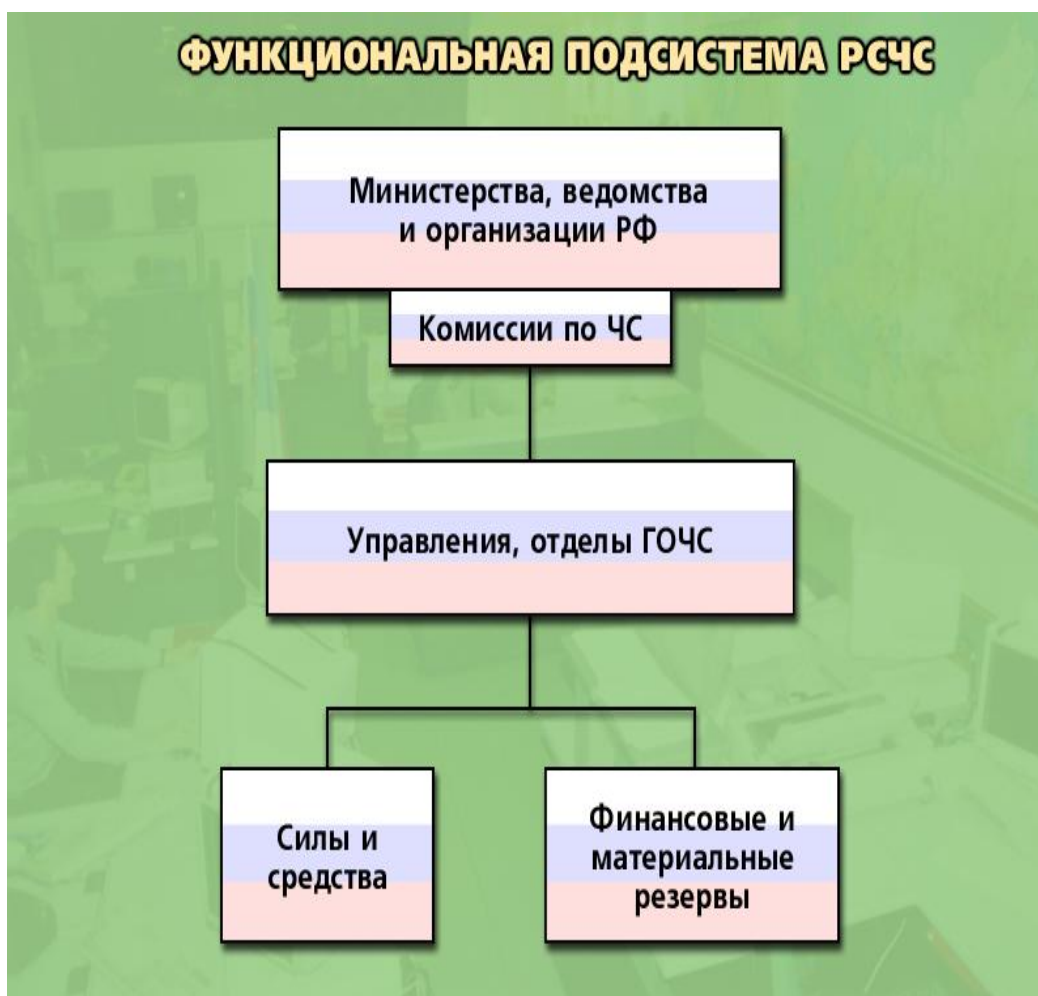 ФУНКЦИОНАЛЬНАЯ ПОДСИСТЕМА РСЧС
Министерства, ведомства
и организации РФ
Комиссии по ЧС
Управления, отделы ГОЧС
Силы и
средства
Финансовые и
материальные
резервы